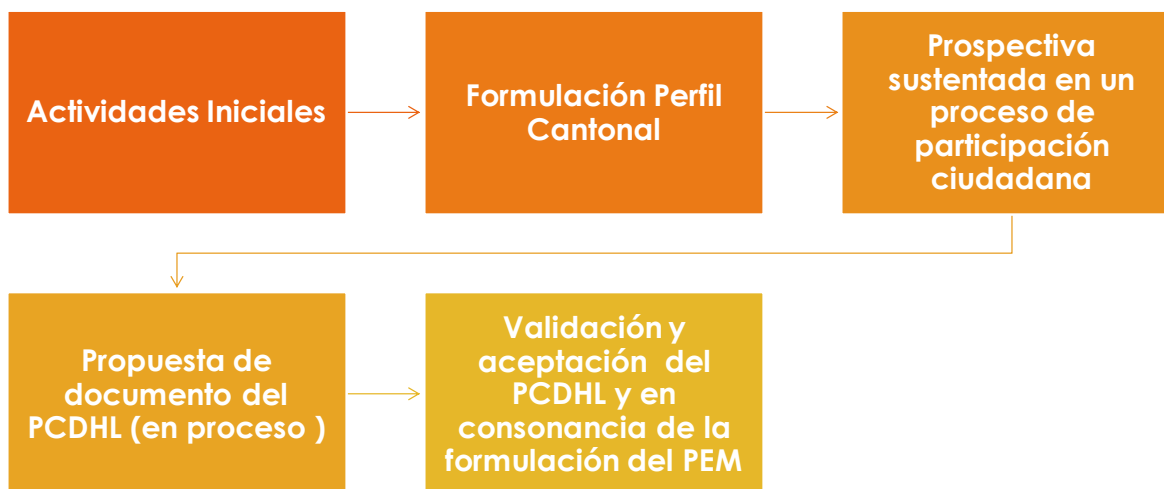 Actividades Iniciales
Formulación Perfil
Cantonal
Prospectiva
sustentada en un
proceso de
participación
ciudadana
Propuesta de
documento del
PCDHL (en proceso )
Validación y
aceptación  del
PCDHL y en
consonancia de la
formulación del PEM